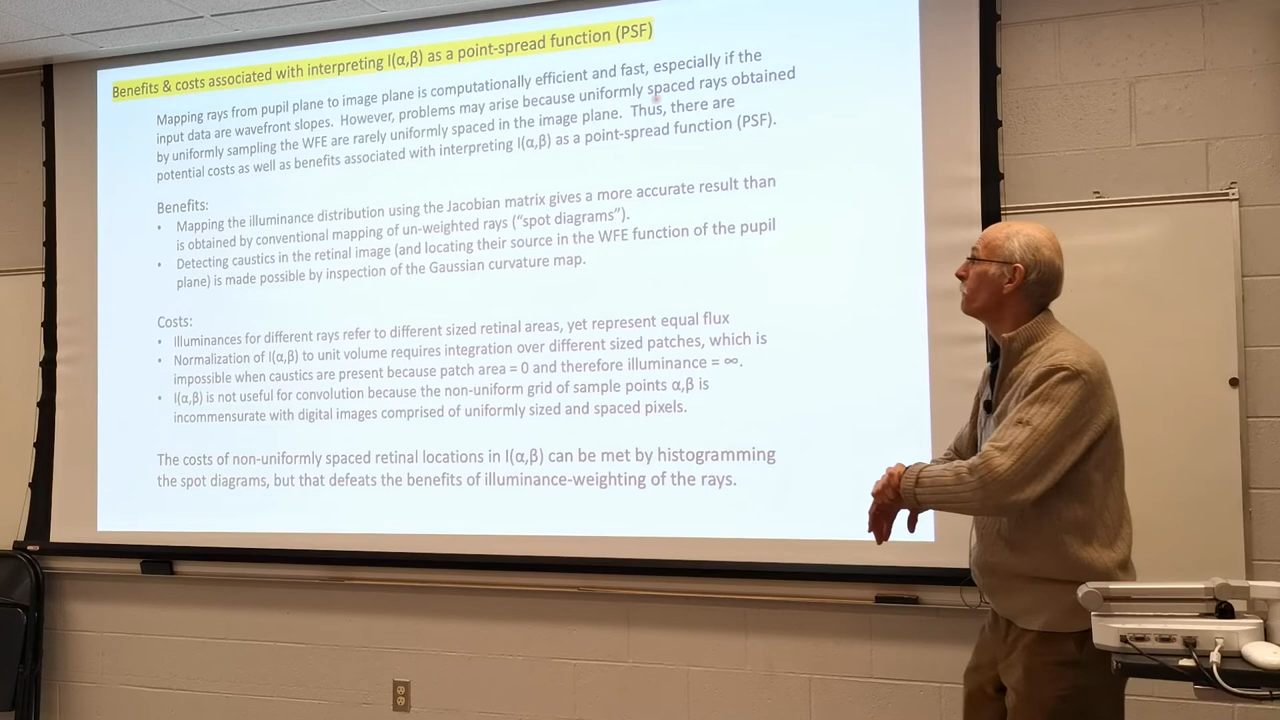 Benefits & costs associated with interpreting I(α,β) as a point-spread function (PSF)
Mapping rays from pupil plane to image plane is computationally efficient and fast, especially if the
input data are wavefront slopes. However, problems may arise because uniformly spaced rays obtained
by uniformly sampling the WFE are rarely uniformly spaced in the image plane. Thus, there are
potential costs as well as benefits associated with interpreting I(α,β) as a point-spread function (PSF).
Benefits:
• Mapping the illuminance distribution using the Jacobian matrix gives a more accurate result than
is obtained by conventional mapping of un-weighted rays (“spot diagrams”).
• Detecting caustics in the retinal image (and locating their source in the WFE function of the pupil
plane) is made possible by inspection of the Gaussian curvature map.
Costs:
• Illuminances for different rays refer to different sized retinal areas, yet represent equal flux
• Normalization of I(α,β) to unit volume requires integration over different sized patches, which is
impossible when caustics are present because patch area = 0 and therefore illuminance = ∞.
• I(α,β) is not useful for convolution because the non-uniform grid of sample points α,β is
incommensurate with digital images comprised of uniformly sized and spaced pixels.
The costs of non-uniformly spaced retinal locations in I(α,β) can be met by histogramming
the spot diagrams, but that defeats the benefits of illuminance-weighting of the rays.